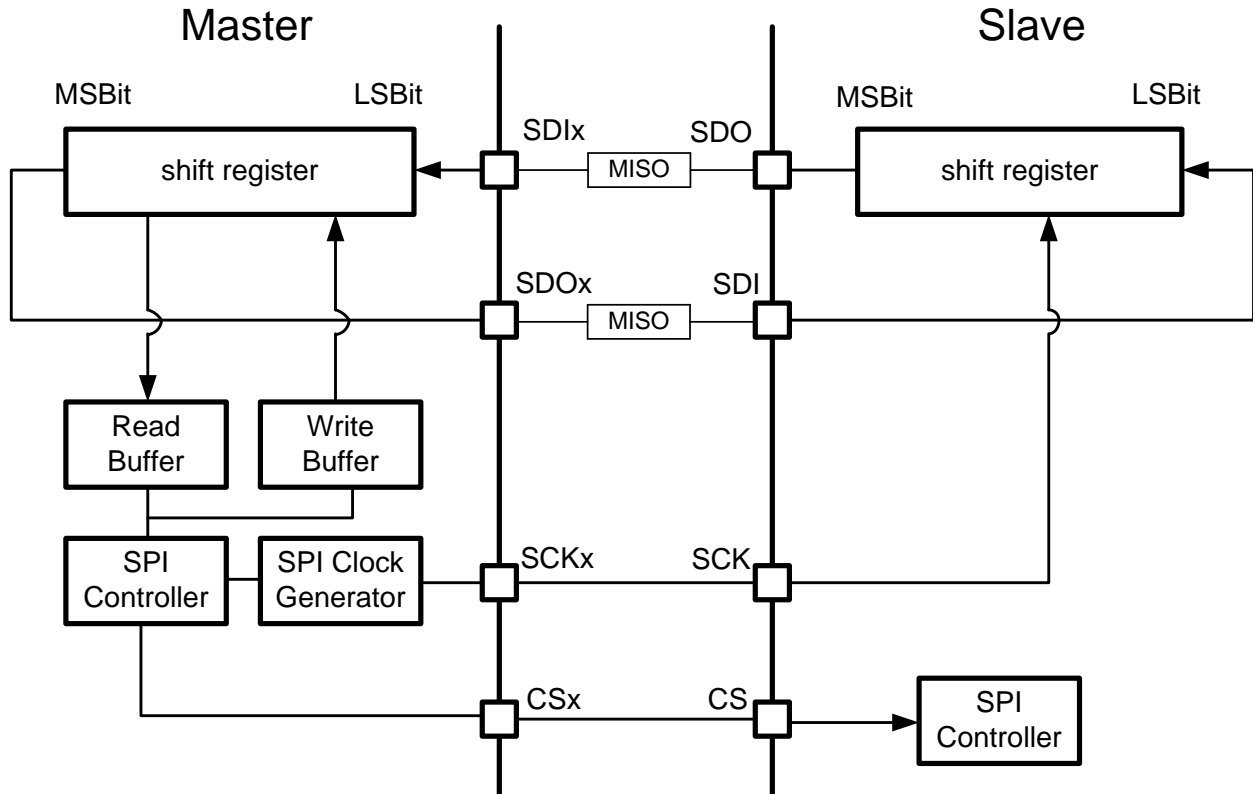 Master
Slave
MSBit
LSBit
MSBit
LSBit
SDIx
SDO
shift register
MISO
shift register
SDOx
SDI
MISO
Read
Buffer
Write
Buffer
SPI
Controller
SPI Clock
Generator
SCKx
SCK
CSx
CS
SPI
Controller